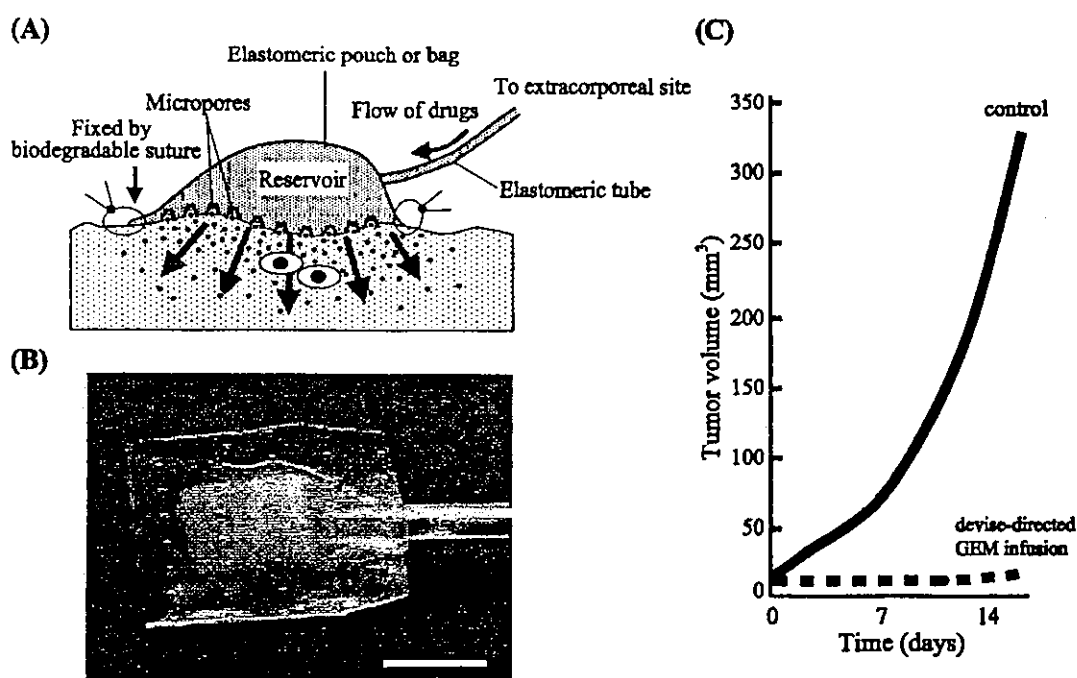 (A)
Elastomeric pouch or bag
To extracorporeal site
Micropores
Flow of drugs
Fixed by
biodegradable suture
Reservoir
Elastomeric tube
(B)
(C)
Tumor volume (mm³)
350
300
250
200
150
100
50
0
control
devise-directed
GEM infusion
0
7
14
Time (days)